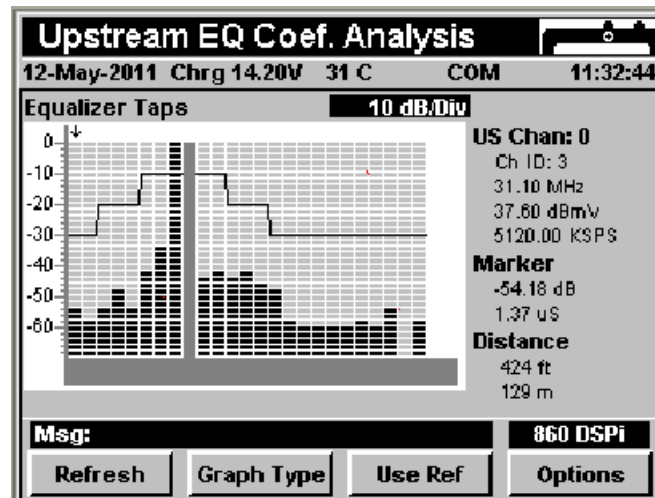 Upstream EQ Coef. Analysis
12-May-2011 Chrg 14.20V 31 C COM 11:32:44
Equalizer Taps 10 dB/Div
0
-10
-20
-30
-40
-50
-60
US Chan: 0
Ch ID: 3
31.10 MHz
37.60 dBmV
5120.00 KSPS
Marker
-54.18 dB
1.37 uS
Distance
424 ft
129 m
Msg: 860 DSPi
Refresh Graph Type Use Ref Options